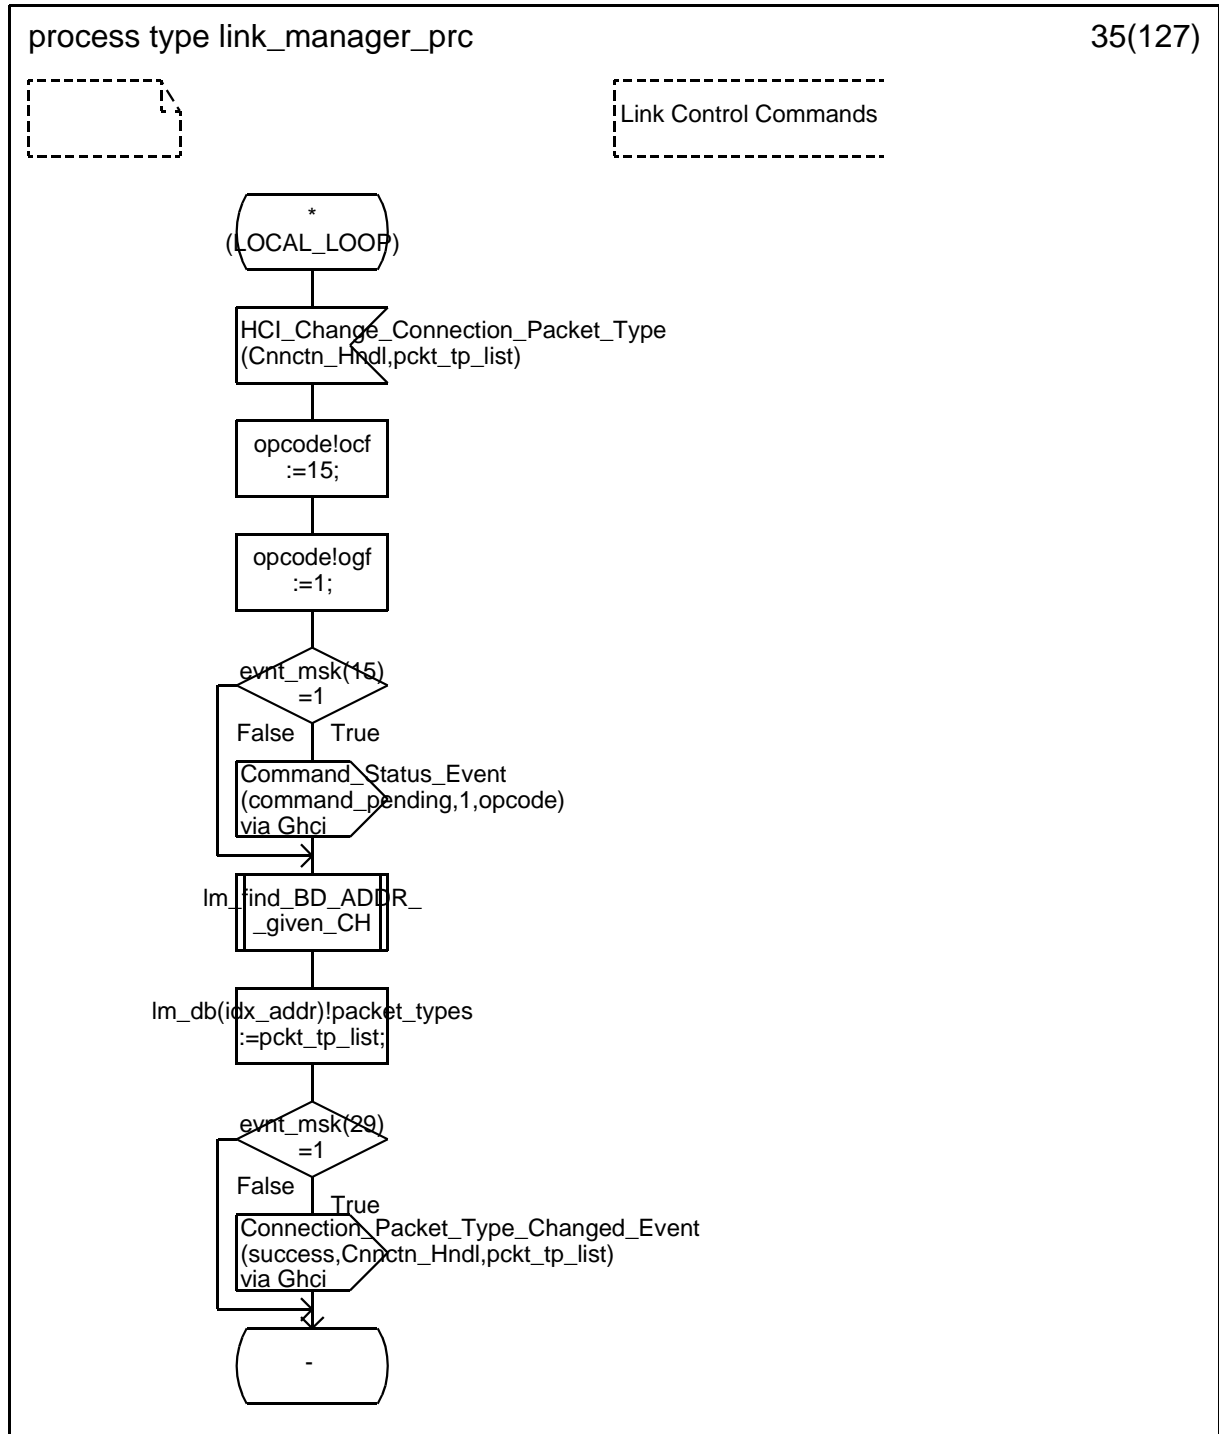 process type link_manager_prc
35(127)
Link Control Commands
*
(LOCAL_LOOP)
HCI_Change_Connection_Packet_Type
(Cnnctn_Hndl,pckt_tp_list)
opcode!ocf
:=15;
opcode!ogf
:=1;
evnt_msk(15)
=1
False
True
Command_Status_Event
(command_pending,1,opcode)
via Ghci
lm_find_BD_ADDR_
_given_CH
lm_db(idx_addr)!packet_types
:=pckt_tp_list;
evnt_msk(29)
=1
False
True
Connection_Packet_Type_Changed_Event
(success,Cnnctn_Hndl,pckt_tp_list)
via Ghci
-